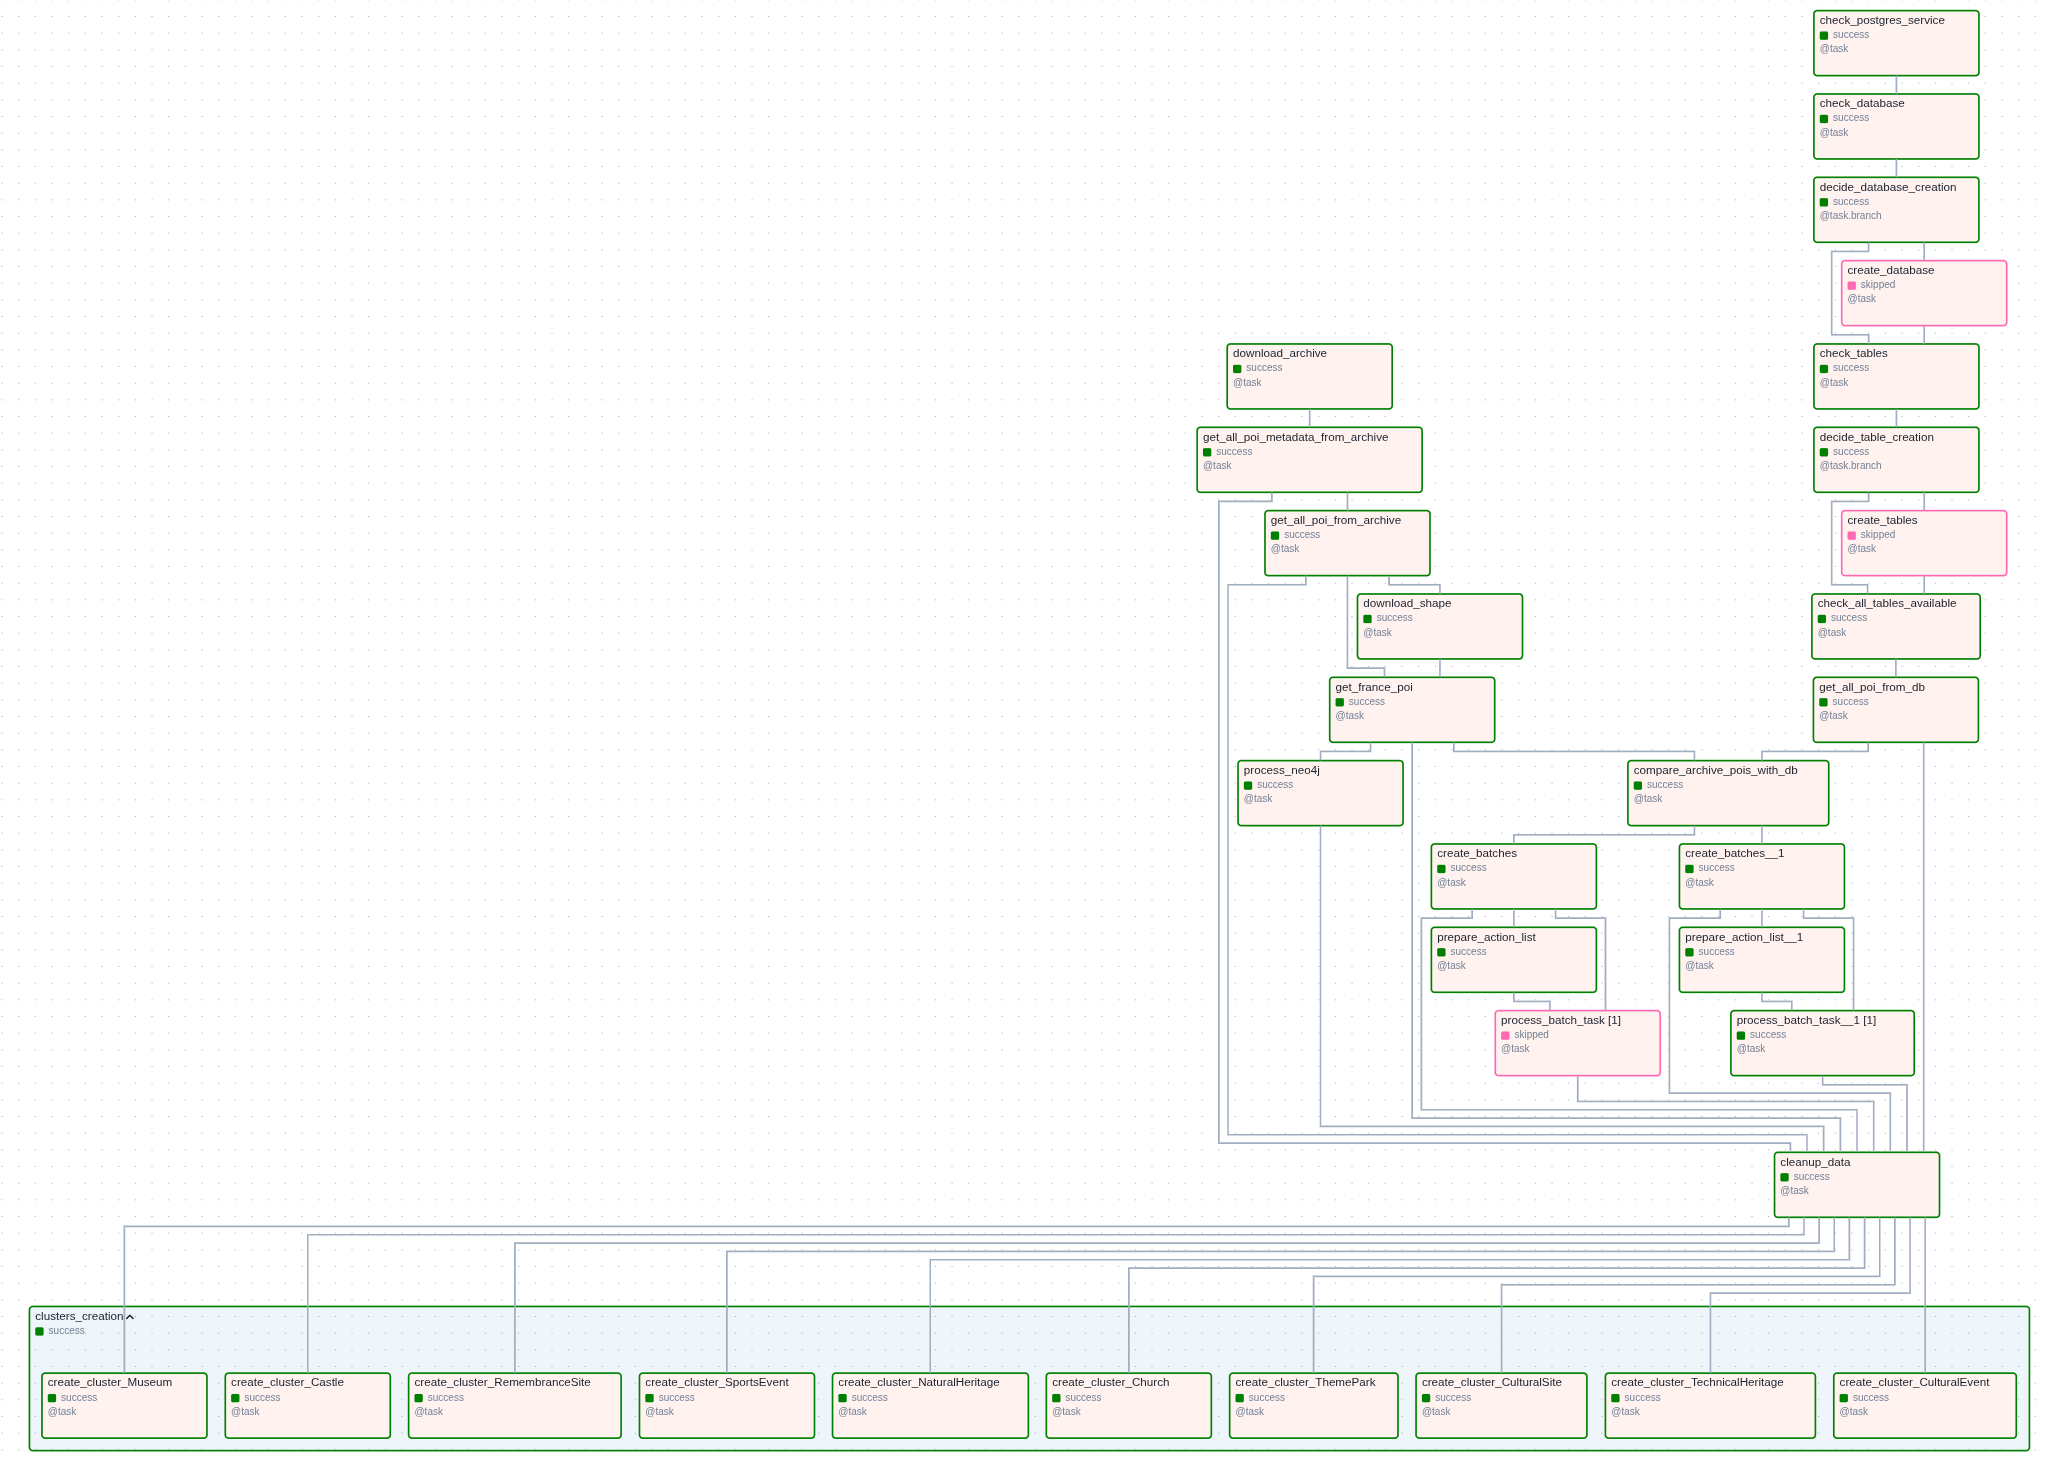 check_postgres_service
success
@task
check_database
success
@task
decide_database_creation
success
@task.branch
create_database
skipped
@task
download_archive
success
@task
check_tables
success
@task
get_all_poi_metadata_from_archive
success
@task
decide_table_creation
success
@task.branch
get_all_poi_from_archive
success
@task
create_tables
skipped
@task
download_shape
success
@task
check_all_tables_available
success
@task
get_france_poi
success
@task
get_all_poi_from_db
success
@task
process_neo4j
success
@task
compare_archive_pois_with_db
success
@task
create_batches
success
@task
create_batches__1
success
@task
prepare_action_list
success
@task
prepare_action_list__1
success
@task
process_batch_task [1]
skipped
@task
process_batch_task__1 [1]
success
@task
cleanup_data
success
@task
clusters_creation
success
create_cluster_Museum
success
@task
create_cluster_Castle
success
@task
create_cluster_RemembranceSite
success
@task
create_cluster_SportsEvent
success
@task
create_cluster_NaturalHeritage
success
@task
create_cluster_Church
success
@task
create_cluster_ThemePark
success
@task
create_cluster_CulturalSite
success
@task
create_cluster_TechnicalHeritage
success
@task
create_cluster_CulturalEvent
success
@task